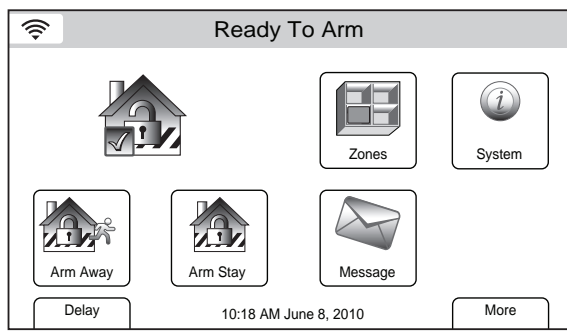 Ready To Arm
Zones
System
Arm Away
Arm Stay
Message
Delay
10:18 AM June 8, 2010
More